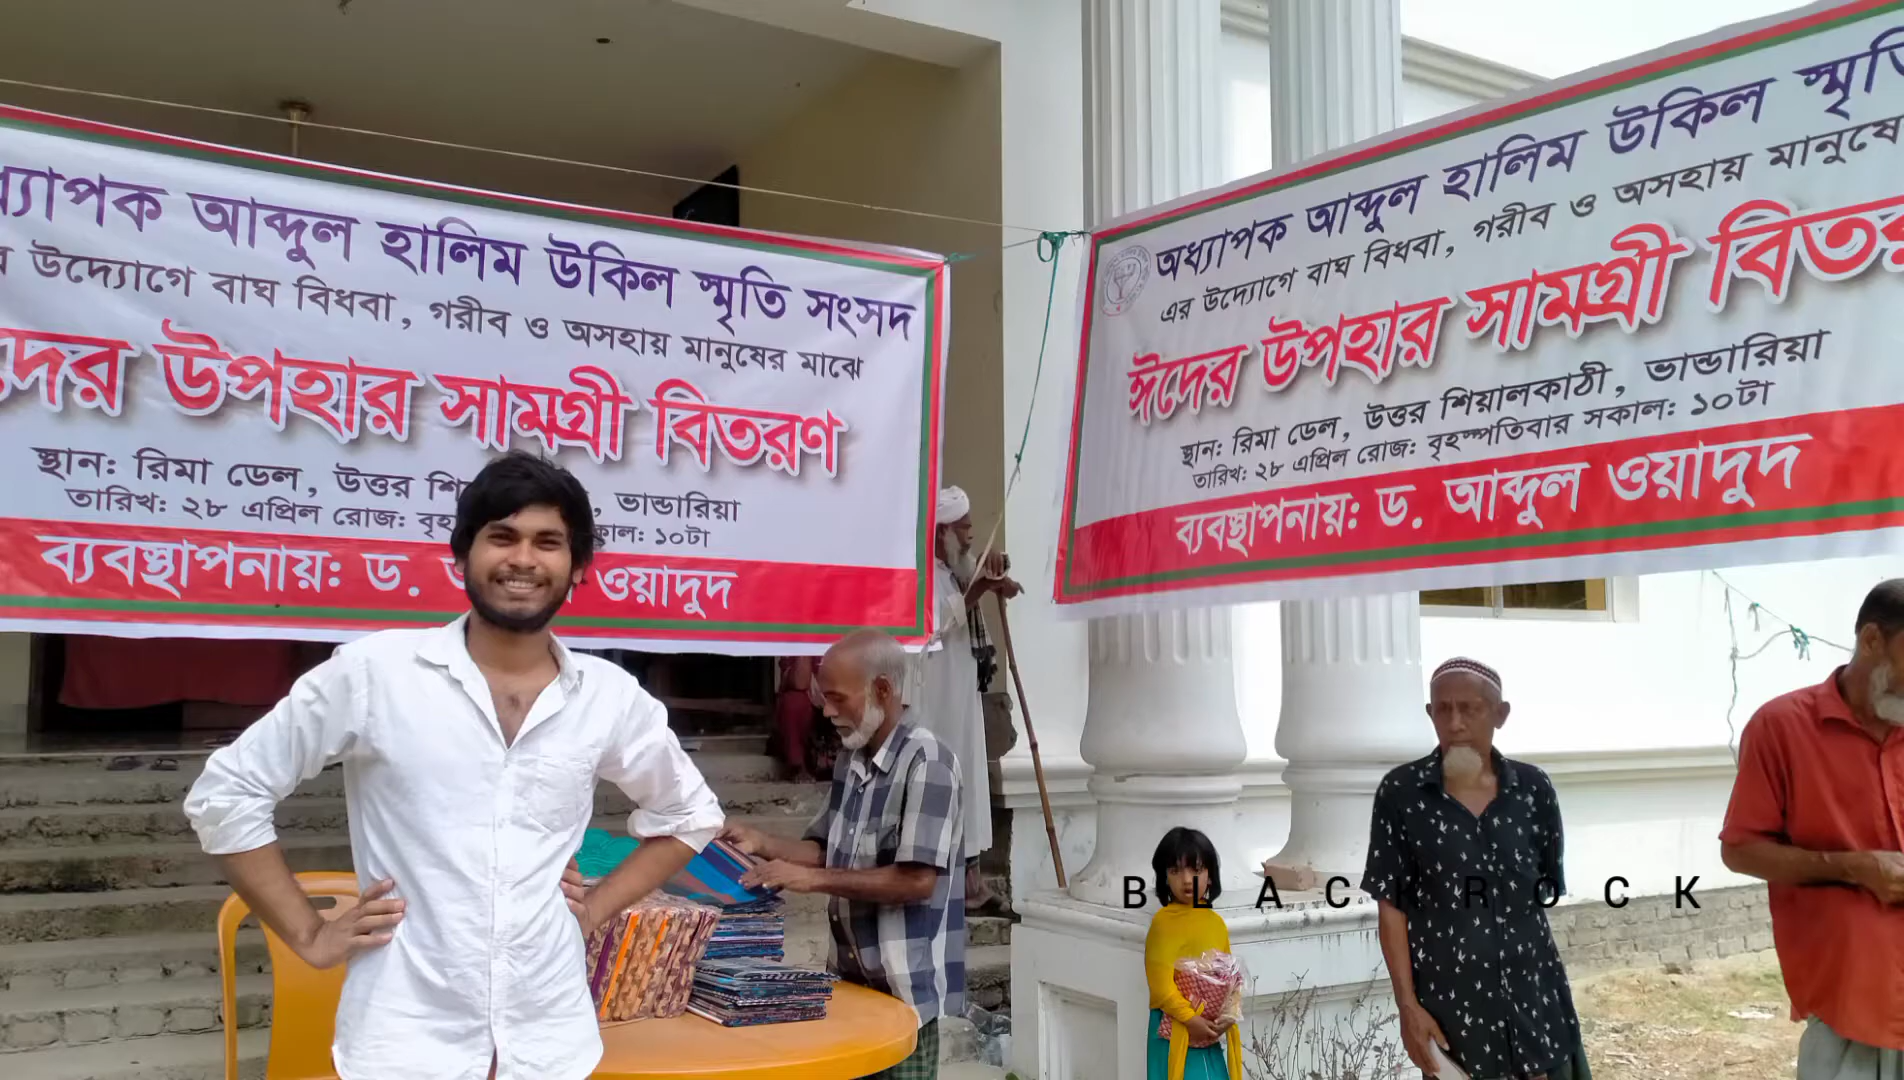 অধ্যাপক আব্দুল হালিম উকিল স্মৃতি সংসদ
র উদ্যোগে বাঘ বিধবা, গরীব ও অসহায় মানুষের মাঝে
দের উপহার সামগ্রী বিতরণ
স্থান: রিমা ডেল, উত্তর শি , ভান্ডারিয়া
তারিখ: ২৮ এপ্রিল রোজ: বৃহ কাল: ১০টা
ব্যবস্থাপনায়: ড. ওয়াদুদ
অধ্যাপক আব্দুল হালিম উকিল স্মৃতি
এর উদ্যোগে বাঘ বিধবা, গরীব ও অসহায় মানুষে
ঈদের উপহার সামগ্রী বিতর
স্থান: রিমা ডেল, উত্তর শিয়ালকাঠী, ভান্ডারিয়া
তারিখ: ২৮ এপ্রিল রোজ: বৃহস্পতিবার সকাল: ১০টা
ব্যবস্থাপনায়: ড. আব্দুল ওয়াদুদ
BLACKROCK